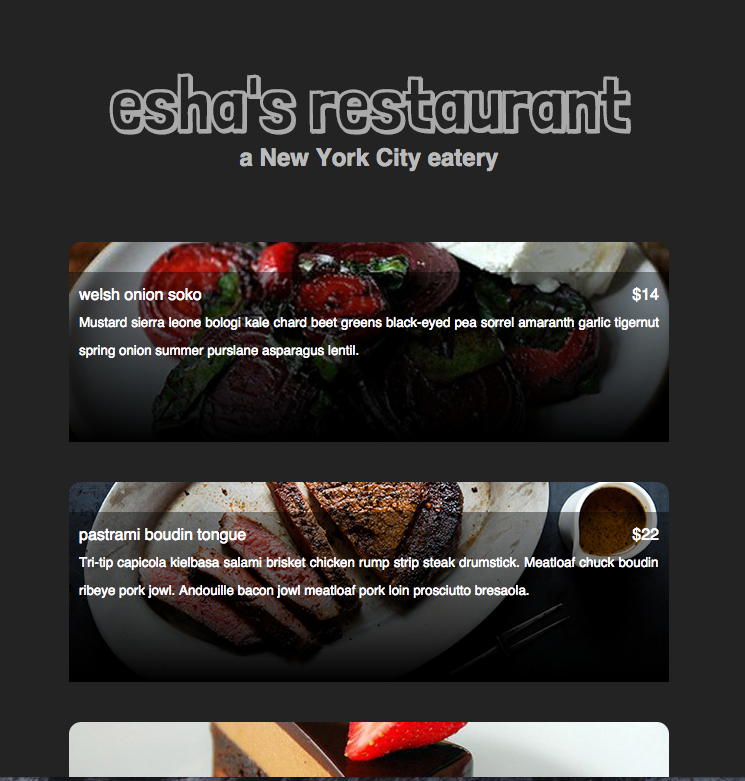 esha's restaurant
a New York City eatery
welsh onion soko $14
Mustard sierra leone bologi kale chard beet greens black-eyed pea sorrel amaranth garlic tigernut
spring onion summer purslane asparagus lentil.
pastrami boudin tongue $22
Tri-tip capicola kielbasa salami brisket chicken rump strip steak drumstick. Meatloaf chuck boudin
ribeye pork jowl. Andouille bacon jowl meatloaf pork loin prosciutto bresaola.